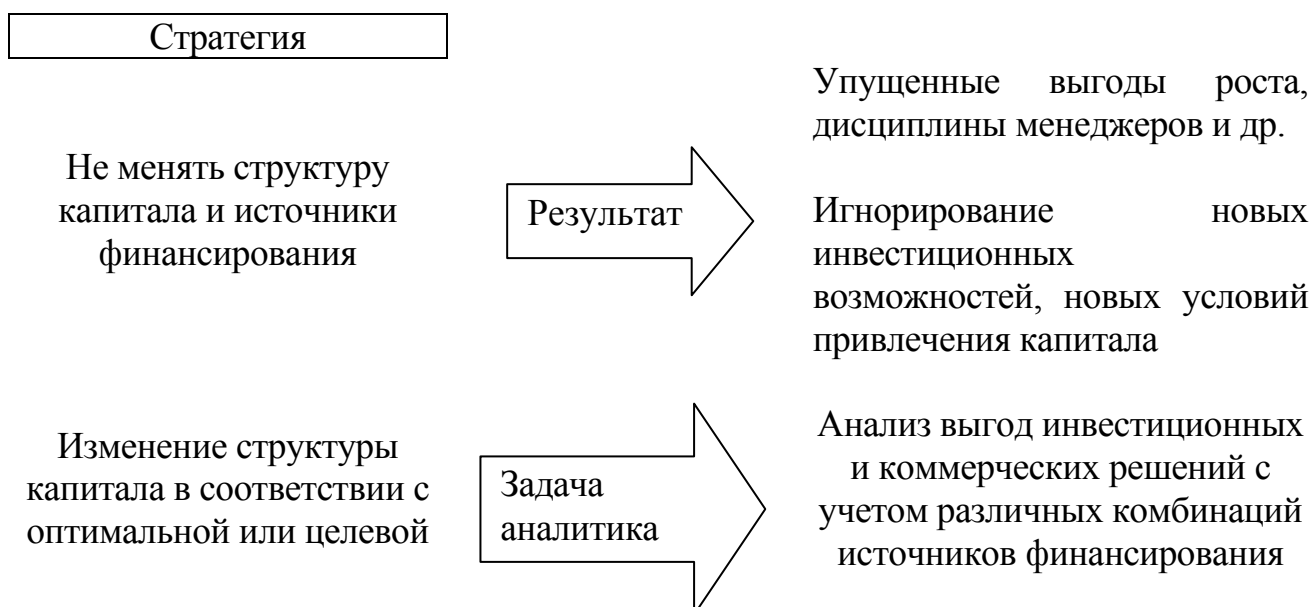 Стратегия
Не менять структуру
капитала и источники
финансирования
Результат
Упущенные выгоды роста,
дисциплины менеджеров и др.
Игнорирование новых
инвестиционных
возможностей, новых условий
привлечения капитала
Изменение структуры
капитала в соответствии с
оптимальной или целевой
Задача
аналитика
Анализ выгод инвестиционных
и коммерческих решений с
учетом различных комбинаций
источников финансирования